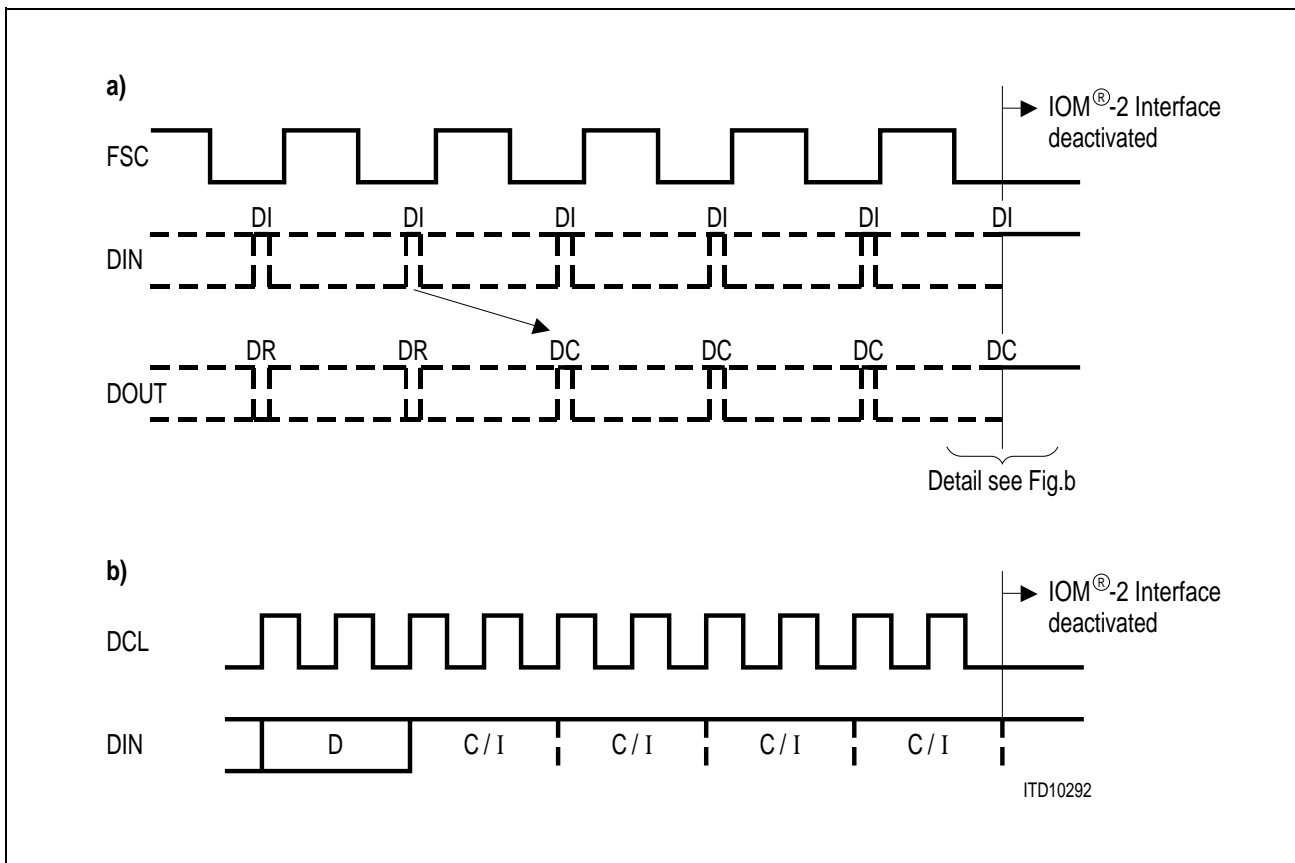 a)
IOM®-2 Interface
deactivated
FSC
DI DI DI DI DI DI
DIN
DR DR DC DC DC DC
DOUT
Detail see Fig.b
b)
IOM®-2 Interface
deactivated
DCL
DIN D C / I C / I C / I C / I
ITD10292